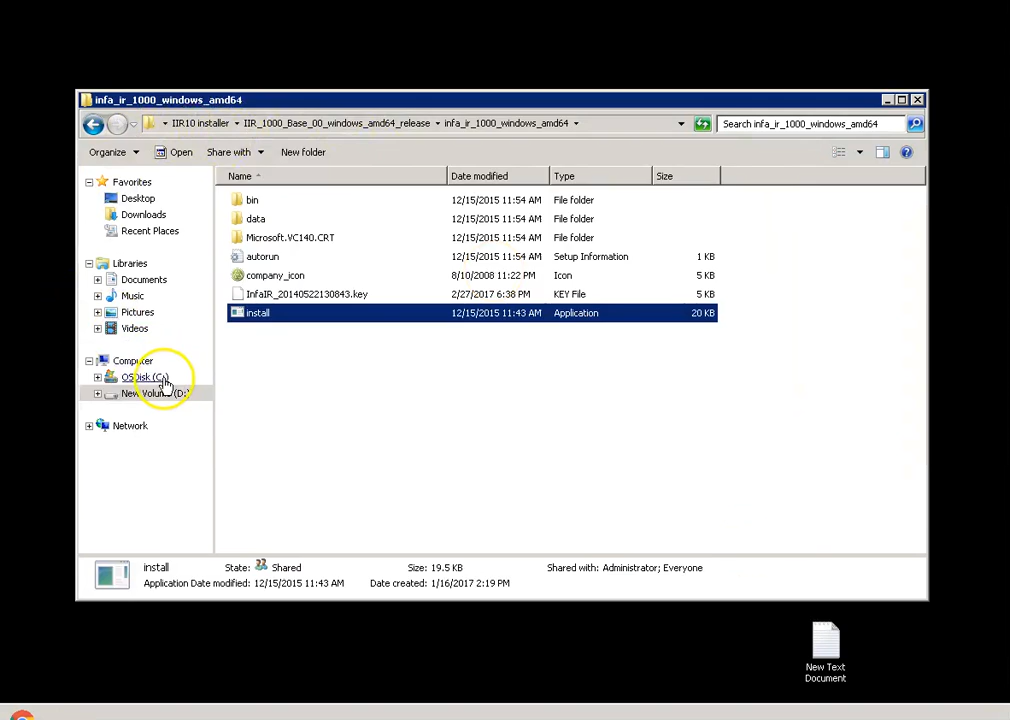 infa_ir_1000_windows_amd64
IIR10 installer IIR_1000_Base_00_windows_amd64_release infa_ir_1000_windows_amd64 Search infa_ir_1000_windows_amd64
Organize Open Share with New folder
Name Date modified Type Size
Favorites
Desktop
Downloads
Recent Places
Libraries
Documents
Music
Pictures
Videos
Computer
OSDisk (C:)
New Volume (D:)
Network
bin 12/15/2015 11:54 AM File folder
data 12/15/2015 11:54 AM File folder
Microsoft.VC140.CRT 12/15/2015 11:54 AM File folder
autorun 12/15/2015 11:54 AM Setup Information 1 KB
company_icon 8/10/2008 11:22 PM Icon 5 KB
InfaIR_20140522130843.key 2/27/2017 6:38 PM KEY File 5 KB
install 12/15/2015 11:43 AM Application 20 KB
install State: Shared Size: 19.5 KB Shared with: Administrator; Everyone
Application Date modified: 12/15/2015 11:43 AM Date created: 1/16/2017 2:19 PM
New Text
Document